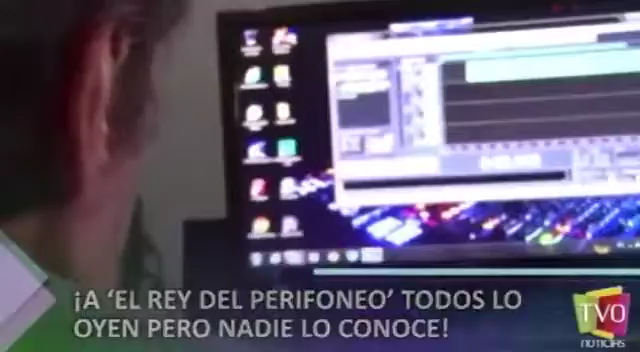 ¡A ‘EL REY DEL PERIFONEO’ TODOS LO
OYEN PERO NADIE LO CONOCE!
TVO
NOTICIAS